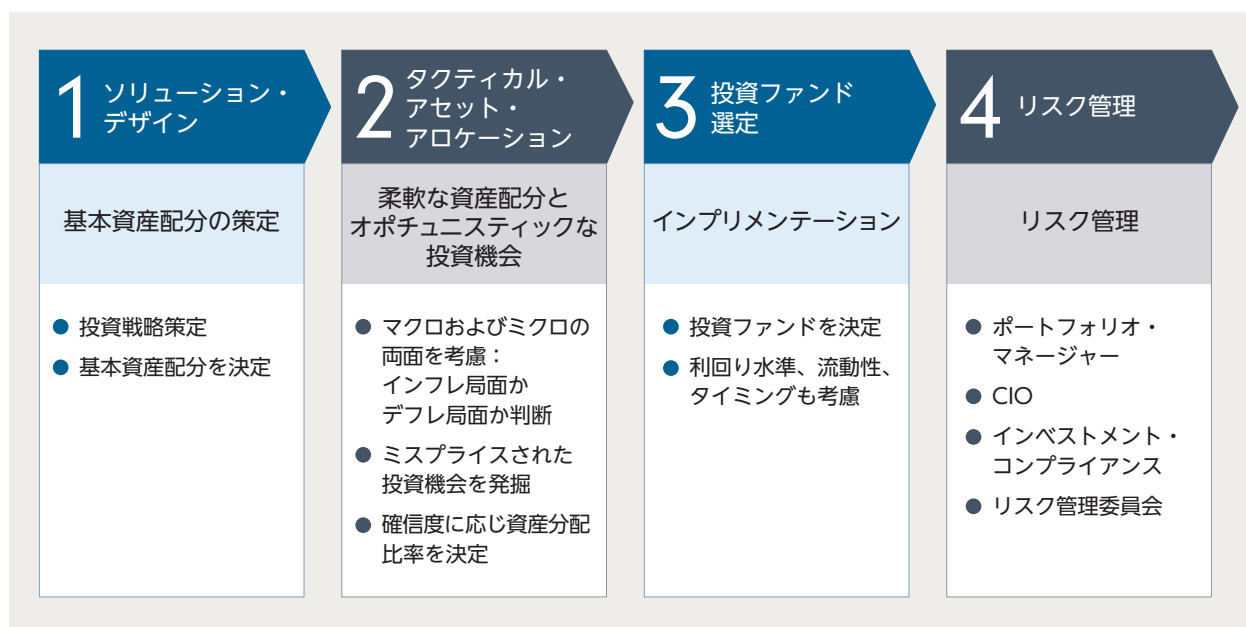 1
ソリューション・
デザイン
基本資産配分の策定
● 投資戦略策定
● 基本資産配分を決定
2
タクティカル・
アセット・
アロケーション
柔軟な資産配分と
オポチュニスティックな
投資機会
● マクロおよびミクロの
両面を考慮：
インフレ局面か
デフレ局面か判断
● ミスプライスされた
投資機会を発掘
● 確信度に応じ資産分配
比率を決定
3
投資ファンド
選定
インプリメンテーション
● 投資ファンドを決定
● 利回り水準、流動性、
タイミングも考慮
4
リスク管理
リスク管理
● ポートフォリオ・
マネージャー
● CIO
● インベストメント・
コンプライアンス
● リスク管理委員会